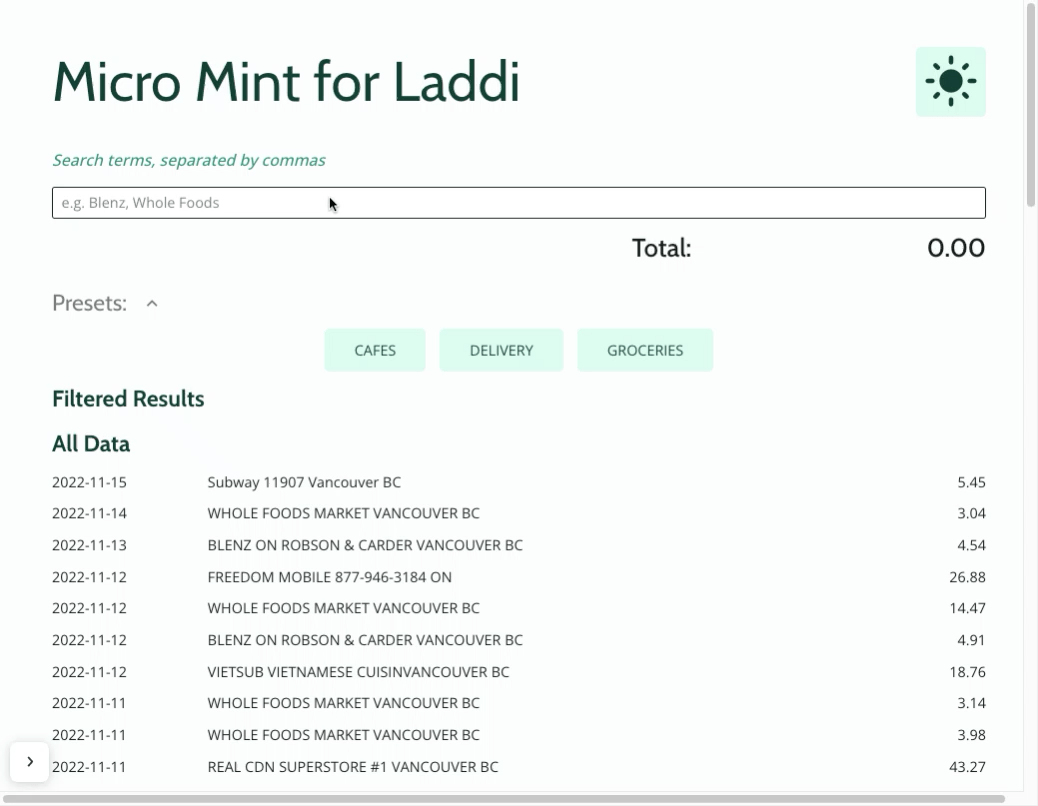 Micro Mint for Laddi
Search terms, separated by commas
e.g. Blenz, Whole Foods
Total: 0.00
Presets:
CAFES DELIVERY GROCERIES
Filtered Results
All Data
2022-11-15 Subway 11907 Vancouver BC 5.45
2022-11-14 WHOLE FOODS MARKET VANCOUVER BC 3.04
2022-11-13 BLENZ ON ROBSON & CARDER VANCOUVER BC 4.54
2022-11-12 FREEDOM MOBILE 877-946-3184 ON 26.88
2022-11-12 WHOLE FOODS MARKET VANCOUVER BC 14.47
2022-11-12 BLENZ ON ROBSON & CARDER VANCOUVER BC 4.91
2022-11-12 VIETSUB VIETNAMESE CUISINVANCOUVER BC 18.76
2022-11-11 WHOLE FOODS MARKET VANCOUVER BC 3.14
2022-11-11 WHOLE FOODS MARKET VANCOUVER BC 3.98
2022-11-11 REAL CDN SUPERSTORE #1 VANCOUVER BC 43.27